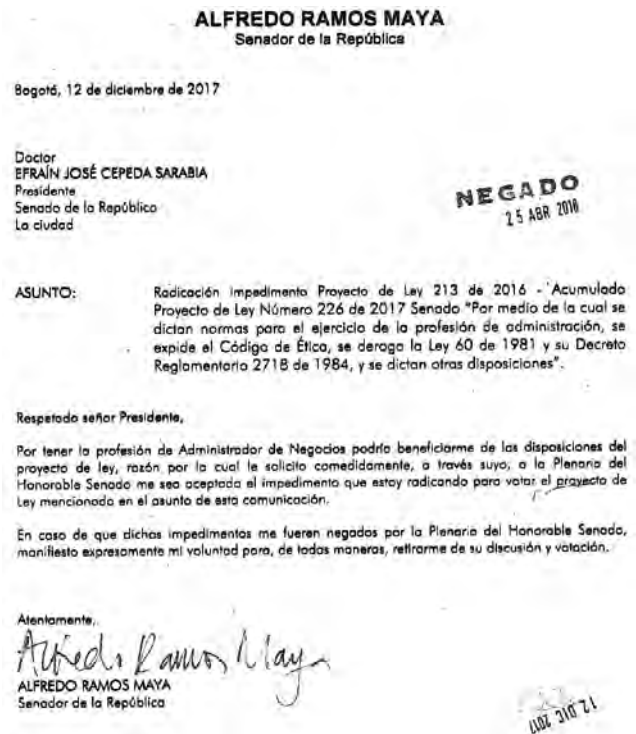 ALFREDO RAMOS MAYA
Senador de la República
Bogotá, 12 de diciembre de 2017
Doctor
EFRAÍN JOSÉ CEPEDA SARABIA
Presidente
Senado de la República
La ciudad
NEGADO
25 ABR 2018
ASUNTO: Radicación impedimento Proyecto de Ley 213 de 2016 - Acumulado
Proyecto de Ley Número 226 de 2017 Senado "Por medio de la cual se
dictan normas para el ejercicio de la profesión de administración, se
expide el Código de Ética, se deroga la Ley 60 de 1981 y su Decreto
Reglamentario 2718 de 1984, y se dictan otras disposiciones".
Respetado señor Presidente,
Por tener la profesión de Administrador de Negocios podría beneficiarme de las disposiciones del
proyecto de ley, razón por la cual le solicito comedidamente, a través suyo, a la Plenaria del
Honorable Senado me sea aceptado el impedimento que estoy radicando para votar el proyecto de
Ley mencionado en el asunto de esta comunicación.
En caso de que dichos impedimentos me fueren negados por la Plenaria del Honorable Senado,
manifiesto expresamente mi voluntad para, de todas maneras, retirarme de su discusión y votación.
Atentamente,
Alfredo Ramos Maya
ALFREDO RAMOS MAYA
Senador de la República
12 DIC 2017